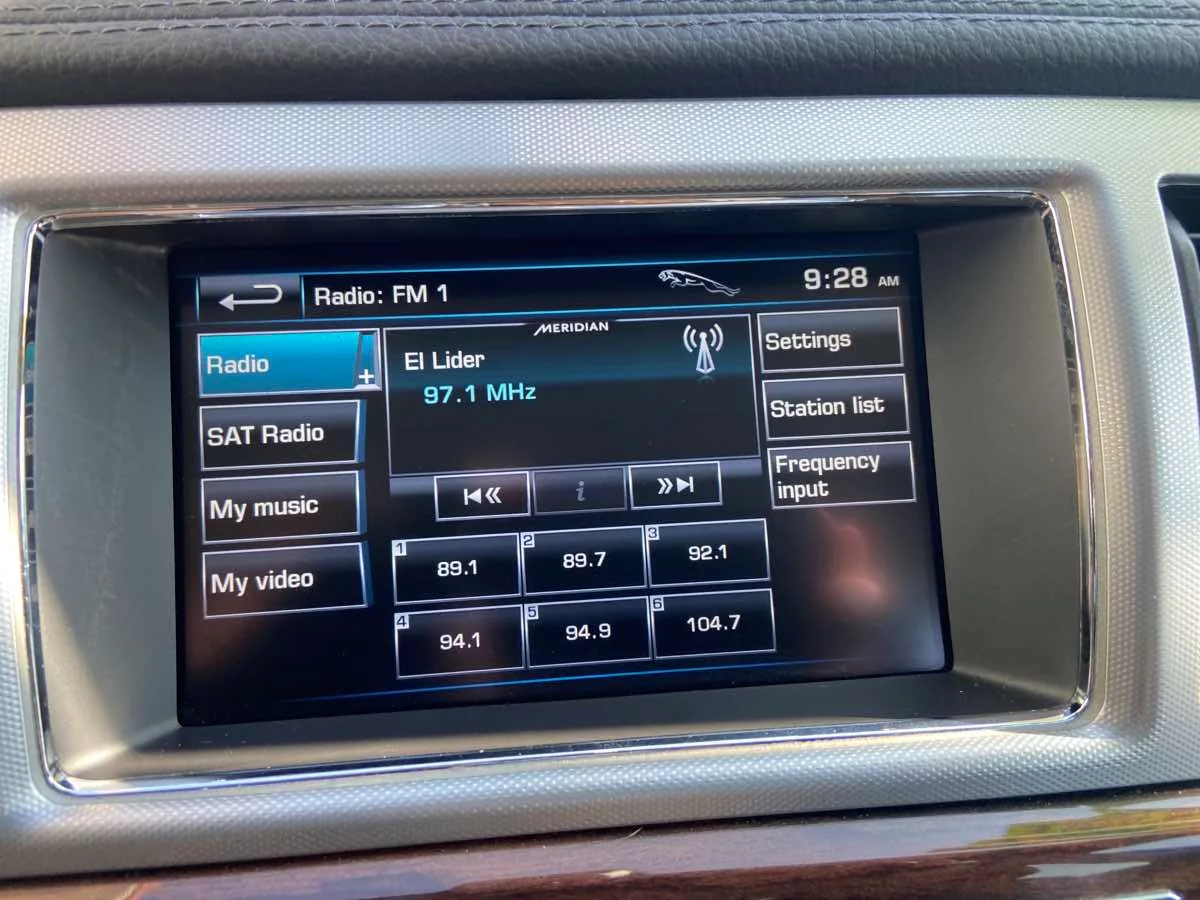 Radio: FM 1
9:28 AM
MERIDIAN
Radio
+
El Lider
97.1 MHz
Settings
SAT Radio
Station list
My music
i
Frequency
input
My video
1 89.1
2 89.7
3 92.1
4 94.1
5 94.9
6 104.7